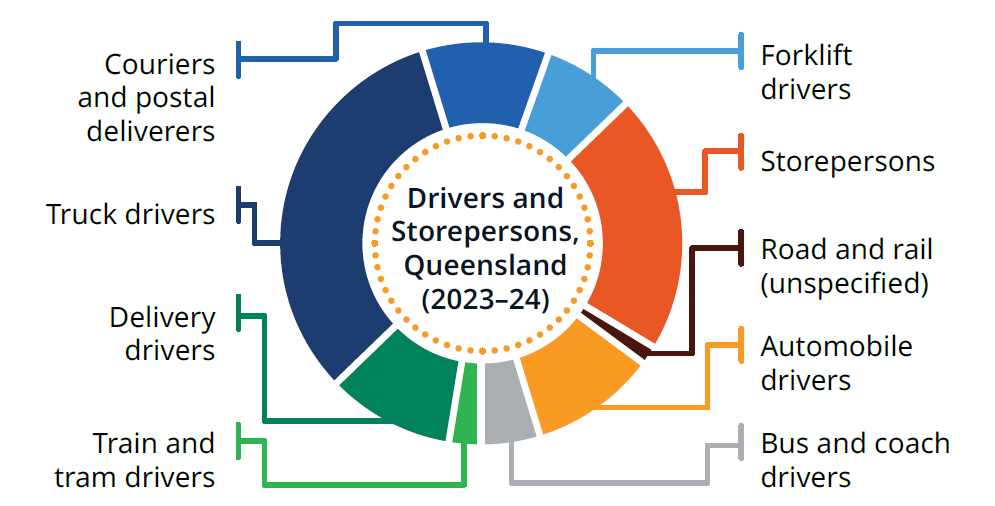 Couriers
and postal
deliverers
Truck drivers
Delivery
drivers
Train and
tram drivers
Drivers and
Storepersons,
Queensland
(2023–24)
Forklift
drivers
Storepersons
Road and rail
(unspecified)
Automobile
drivers
Bus and coach
drivers